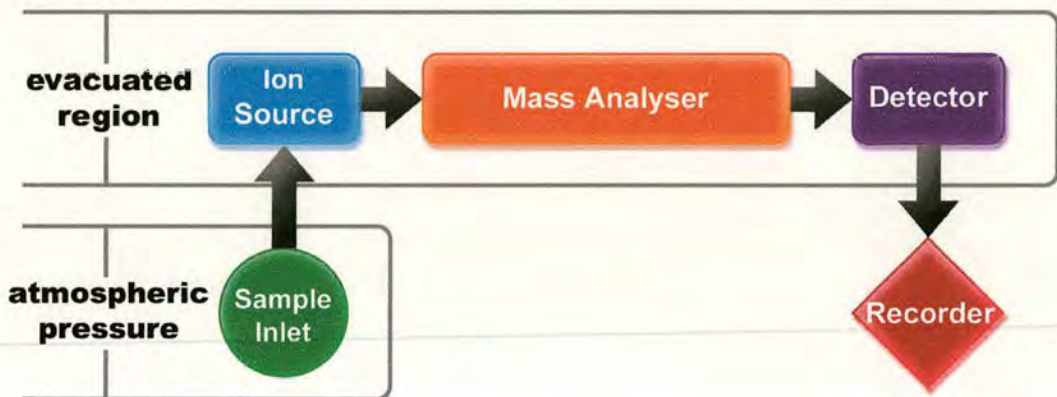 evacuated
region
Ion
Source
Mass Analyser
Detector
atmospheric
pressure
Sample
Inlet
Recorder